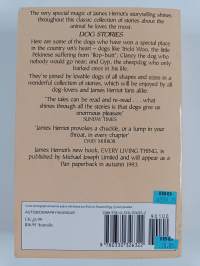 The very special magic of James Herriot's storytelling shines
throughout this classic collection of stories about the animal
he loves the most.
DOG STORIES
Here are some of the dogs who have won a special place
in the country vet's heart – dogs like Tricki Woo, the little
Pekinese suffering from 'flop-bott'; Clancy the dog who
nobody would go near; and Gyp, the sheepdog who only
barked once in his life.
They're joined by lovable dogs of all shapes and sizes in a
wonderful collection of stories, which will be enjoyed by all
dog-lovers and James Herriot fans alike.
'The tales can be read and re-read . . . what
shines through all the stories is that dogs give us
enormous pleasure'
SUNDAY TIMES
'James Herriot provokes a chuckle, or a lump in your
throat, in every chapter'
DAILY MIRROR
James Herriot's new book, EVERY LIVING THING, is
published by Michael Joseph Limited and will appear as a
Pan paperback in autumn 1993.
AUTOBIOGRAPHY